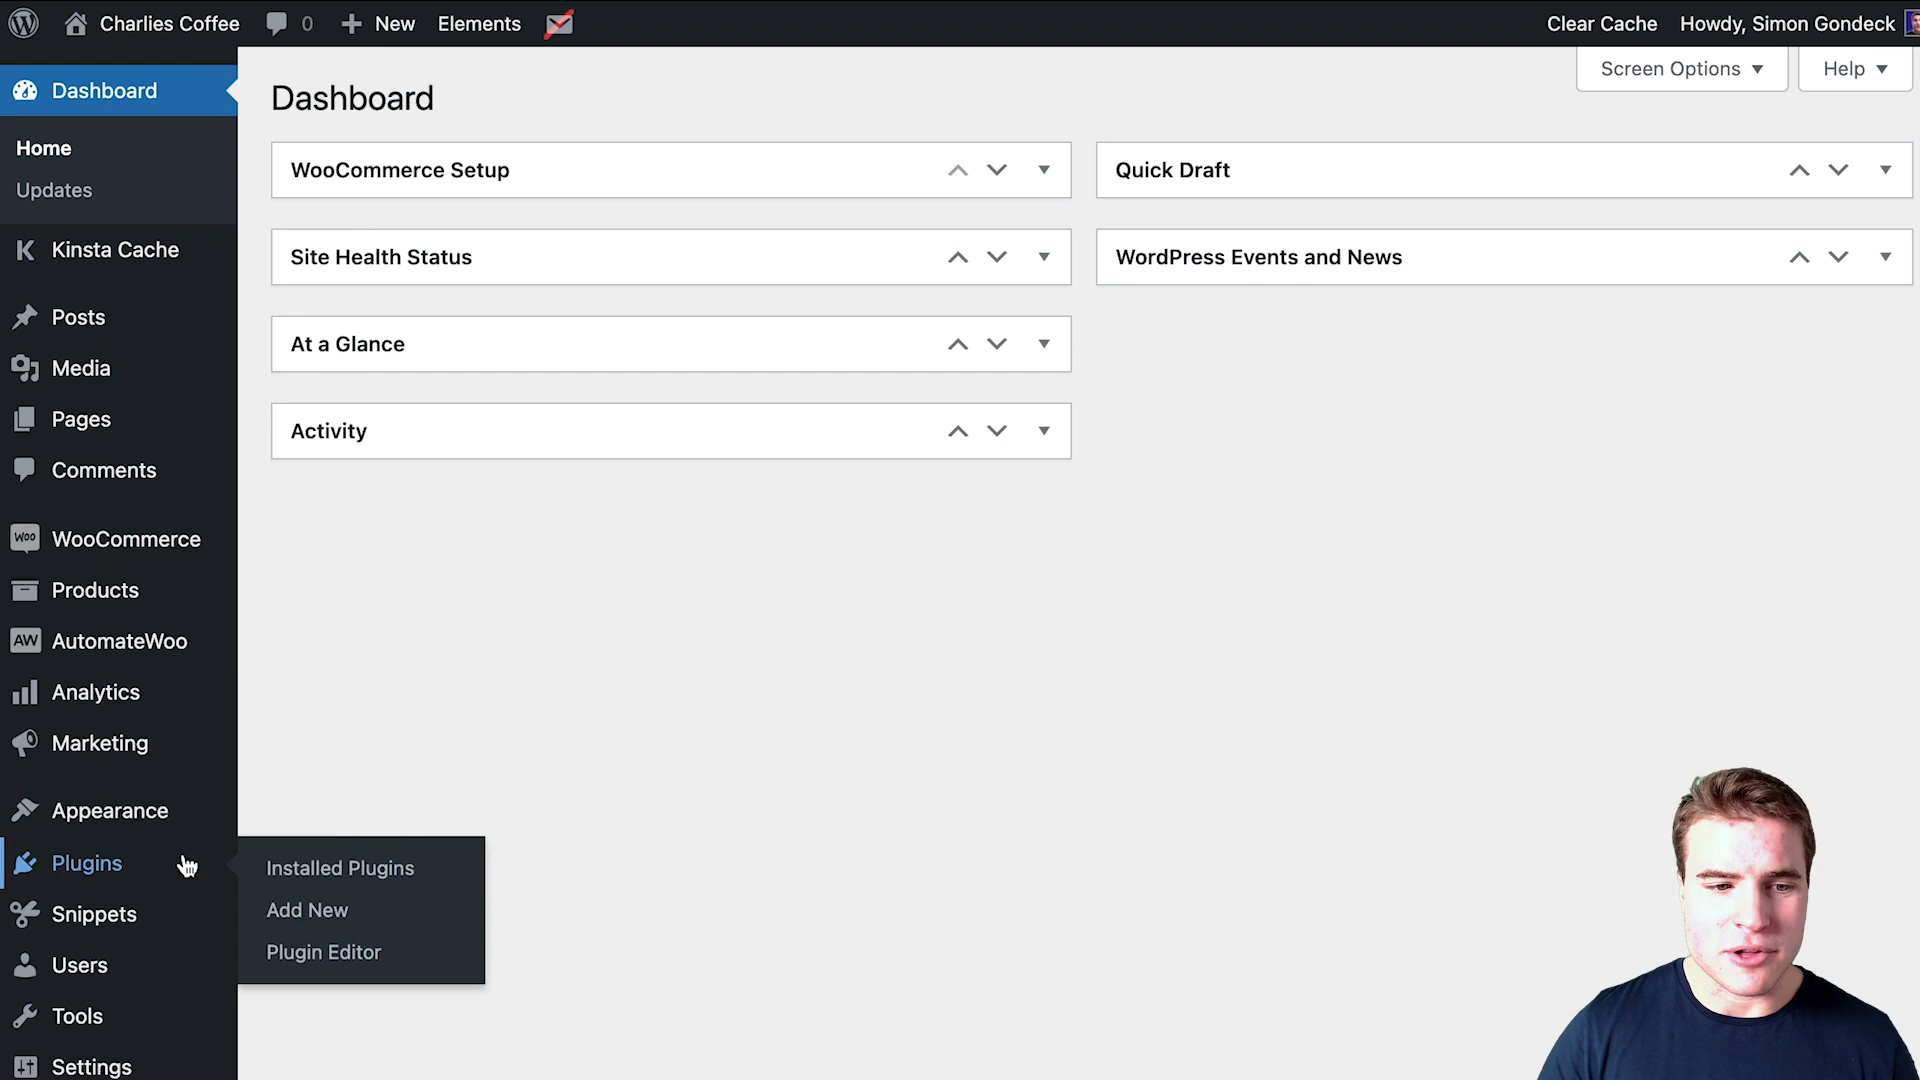 Charlies Coffee
0
New
Elements
Clear Cache
Howdy, Simon Gondeck
Screen Options
Help
Dashboard
Home
Updates
K
Kinsta Cache
Posts
Media
Pages
Comments
Woo
WooCommerce
Products
AW
AutomateWoo
Analytics
Marketing
Appearance
Plugins
Snippets
Users
Tools
Settings
Installed Plugins
Add New
Plugin Editor
Dashboard
WooCommerce Setup
Site Health Status
At a Glance
Activity
Quick Draft
WordPress Events and News